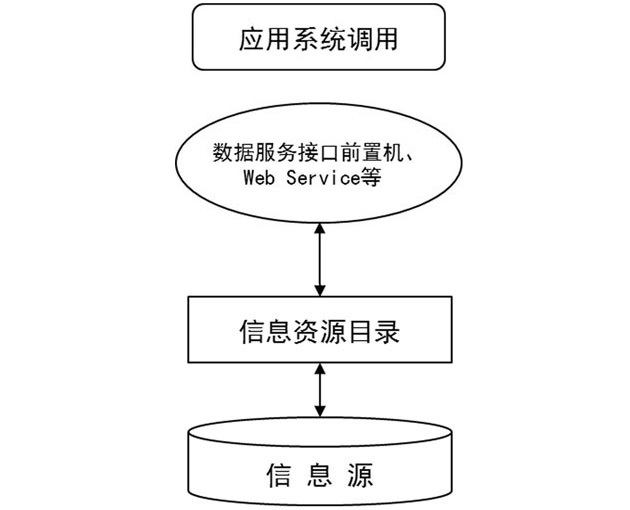 应用系统调用
数据服务接口前置机、
Web Service等
信息资源目录
信 息 源